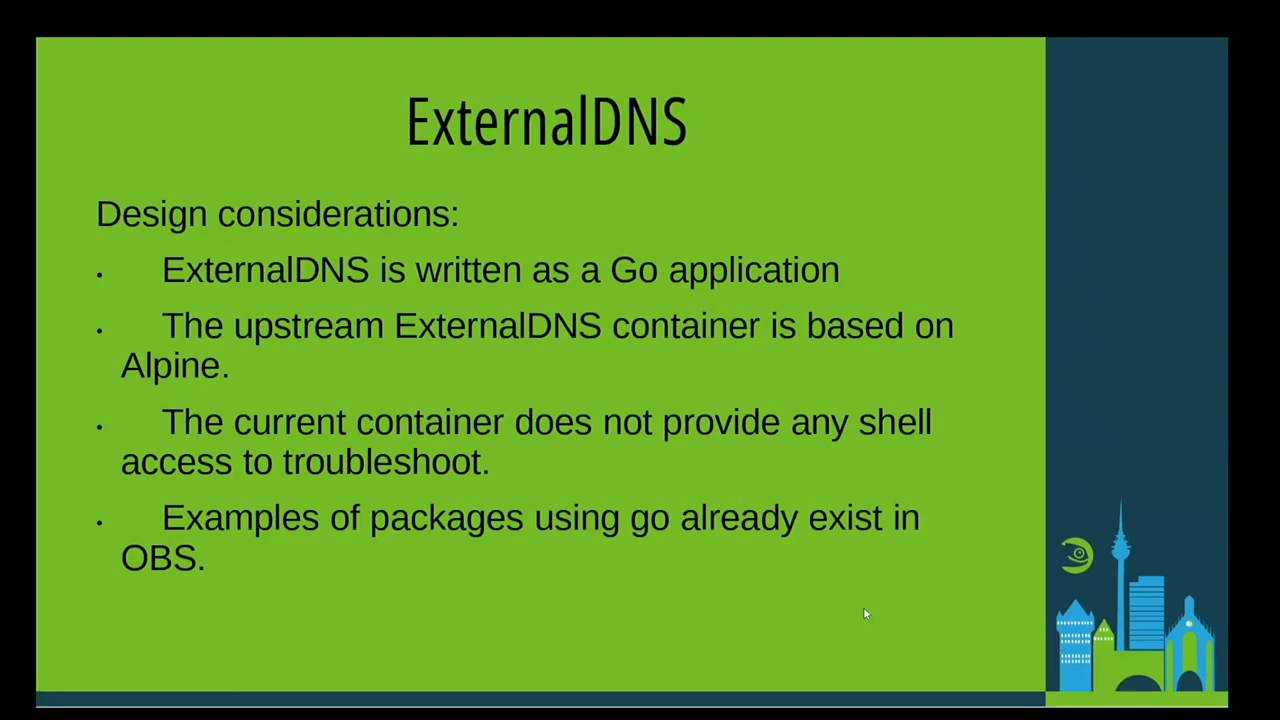 ExternalDNS
Design considerations:
• ExternalDNS is written as a Go application
• The upstream ExternalDNS container is based on
Alpine.
• The current container does not provide any shell
access to troubleshoot.
• Examples of packages using go already exist in
OBS.